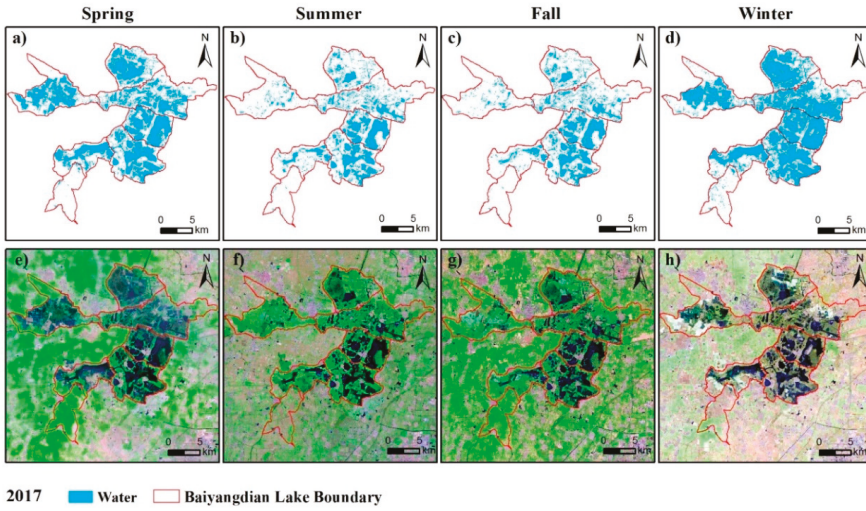 Spring Summer Fall Winter
a) N b) N c) N d) N
0 5 km 0 5 km 0 5 km 0 5 km
e) N f) N g) N h) N
0 5 km 0 5 km 0 5 km 0 5 km
2017 Water Baiyangdian Lake Boundary